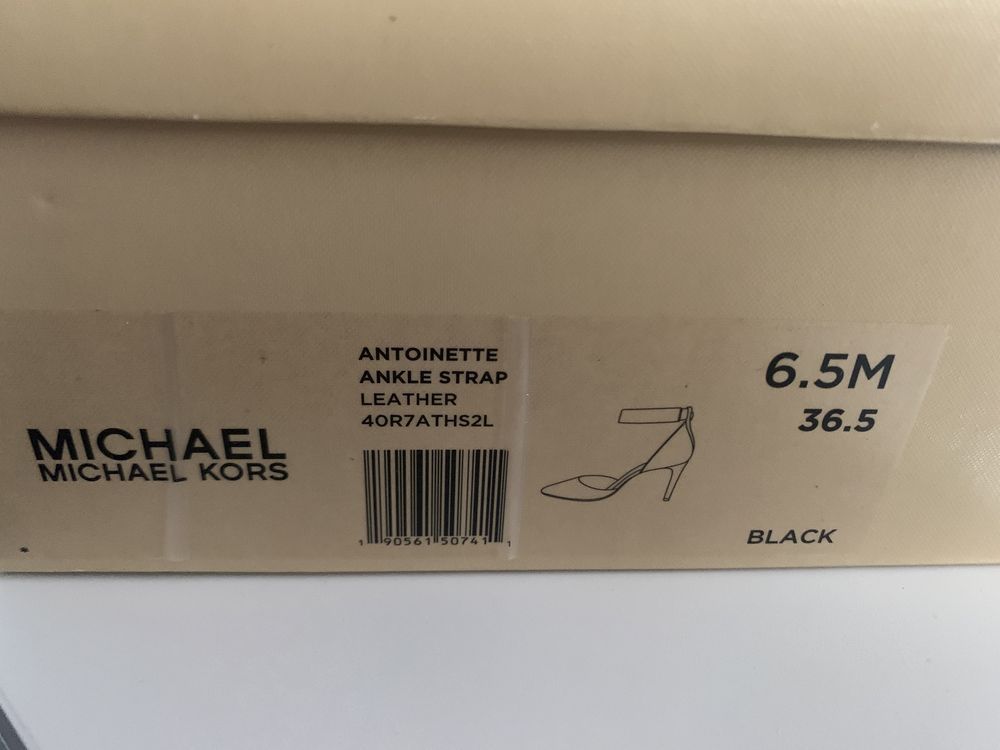 MICHAEL
MICHAEL KORS
ANTOINETTE
ANKLE STRAP
LEATHER
40R7ATHS2L
1 90561 50741 1
6.5M
36.5
BLACK